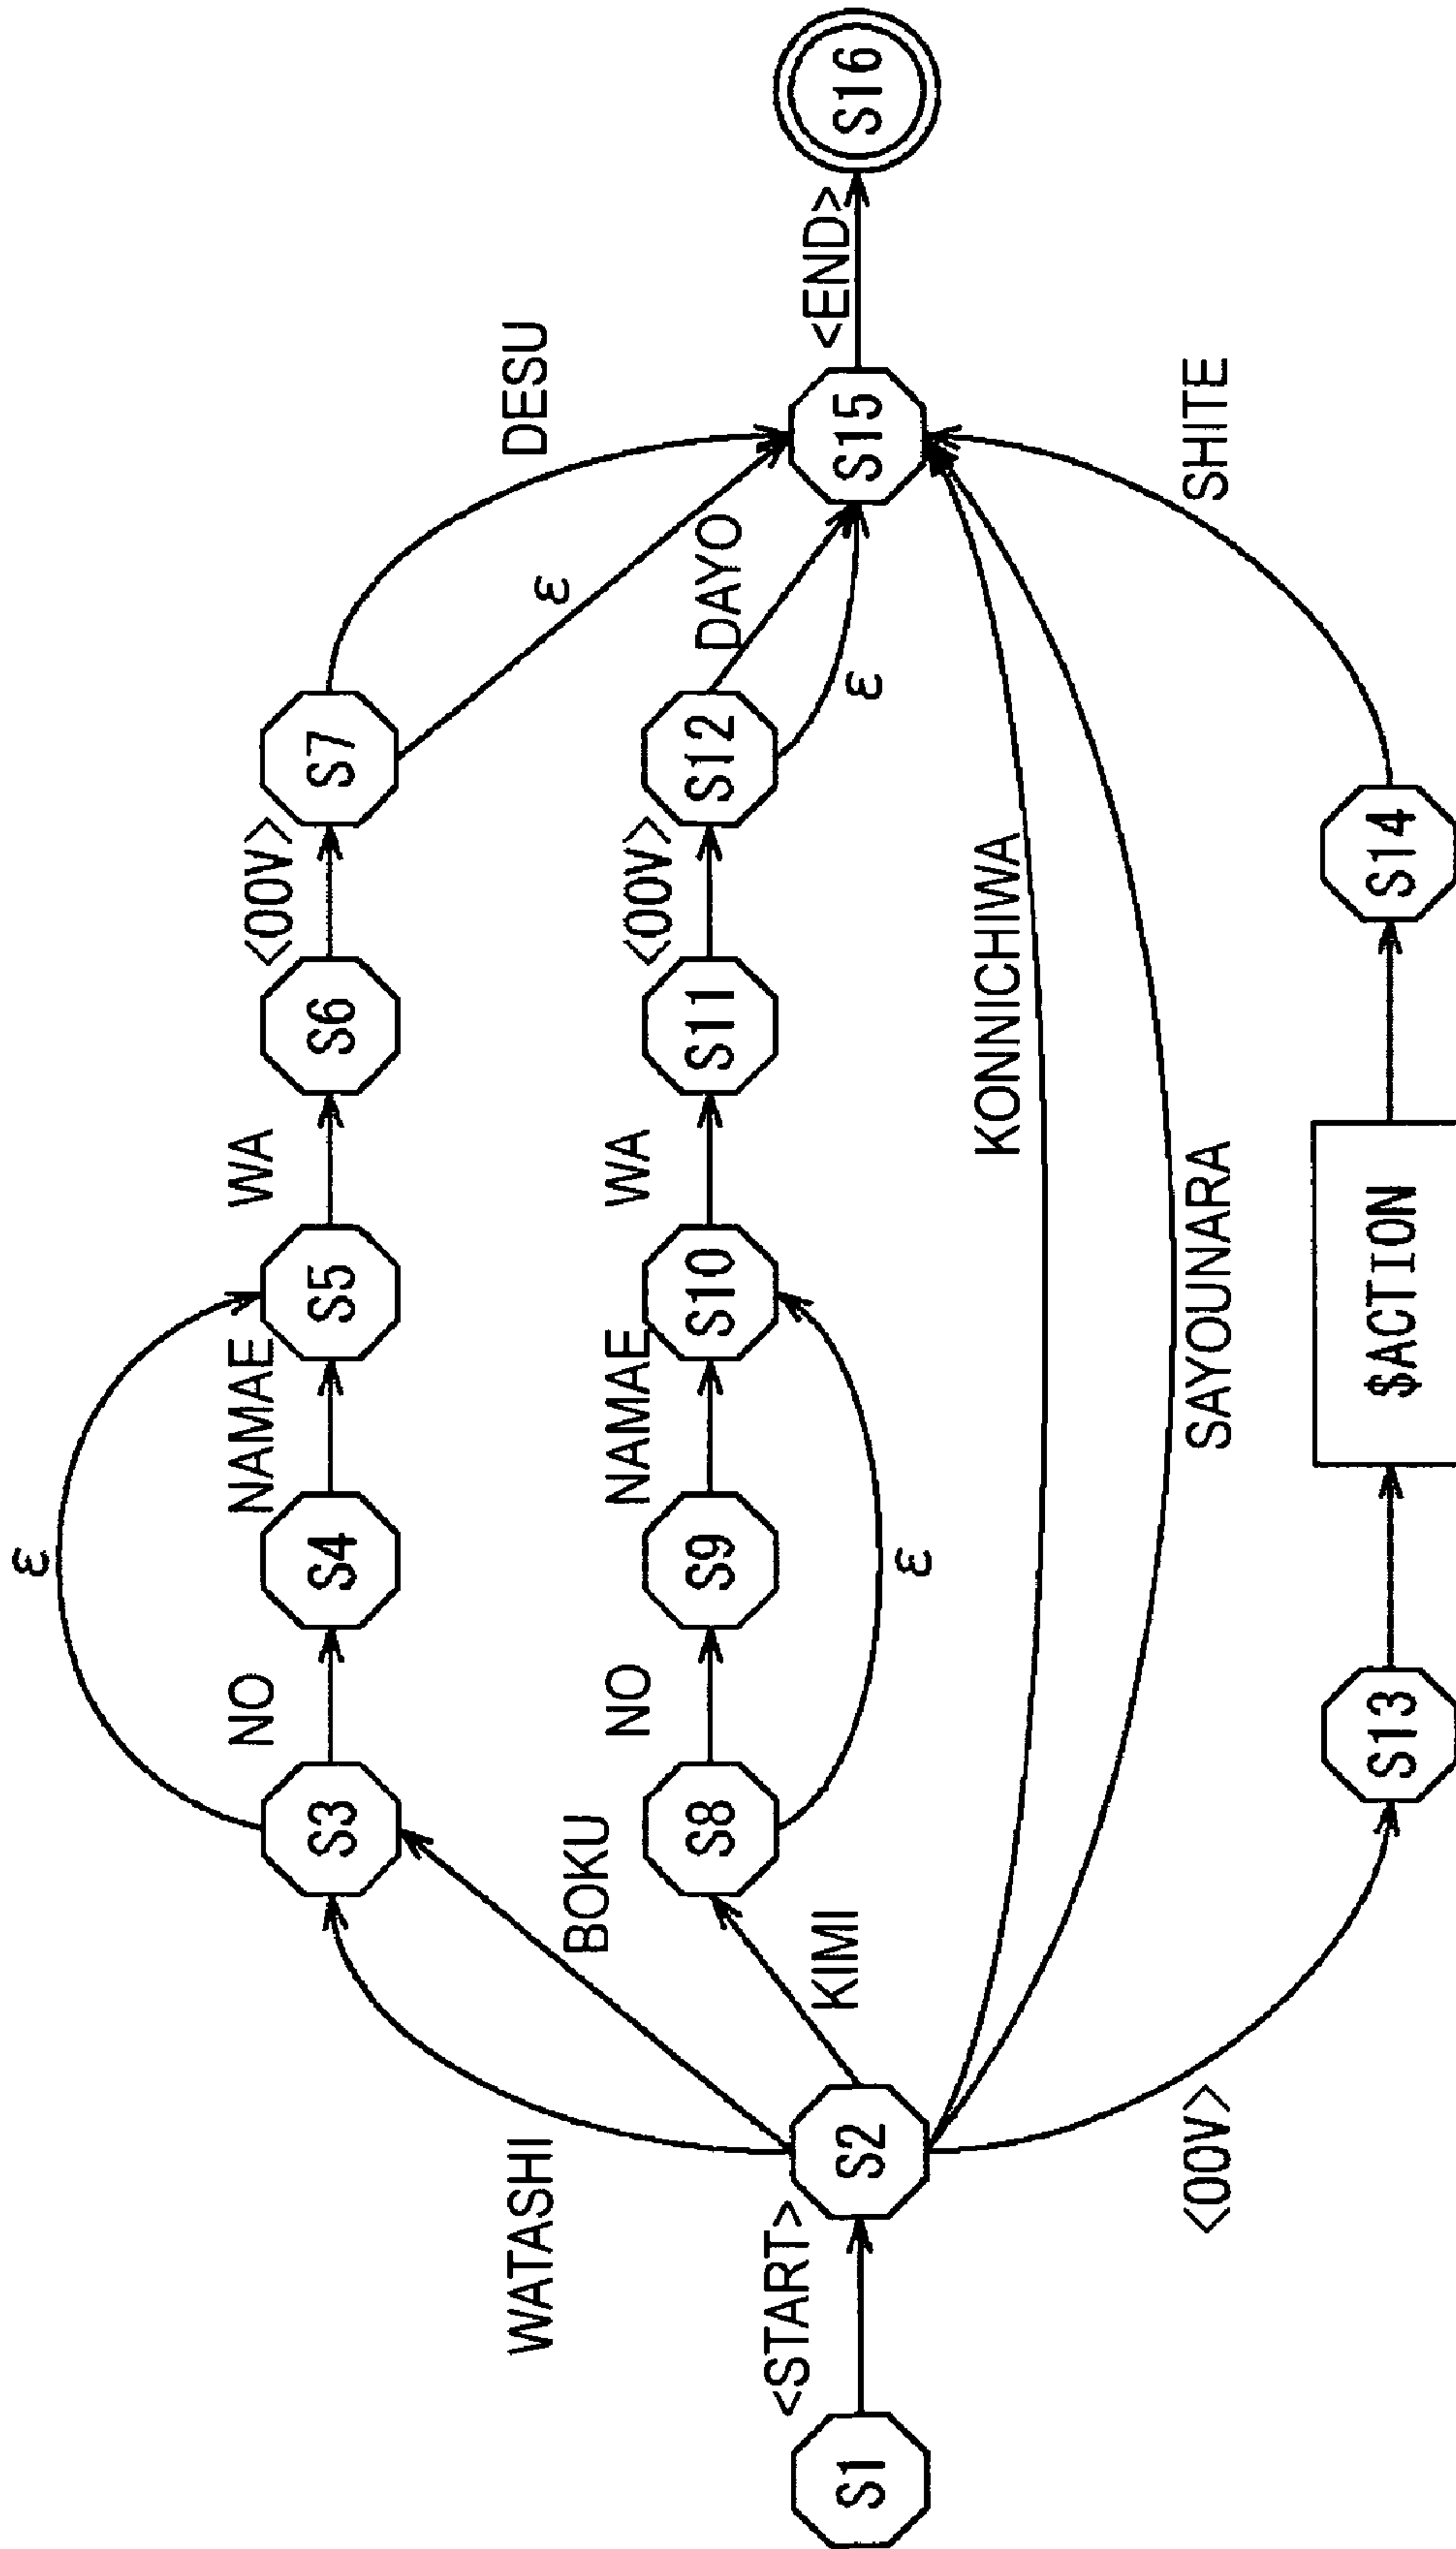 ε
WATASHI
NO
NAMAE
WA
<OOV>
S3
S4
S5
S6
S7
DESU
BOKU
ε
NO
NAMAE
WA
<OOV>
S8
S9
S10
S11
S12
DAYO
KIMI
<START>
<END>
S1
S2
ε
ε
S15
S16
KONNICHIWA
SAYOUNARA
<OOV>
SHITE
S13
$ACTION
S14